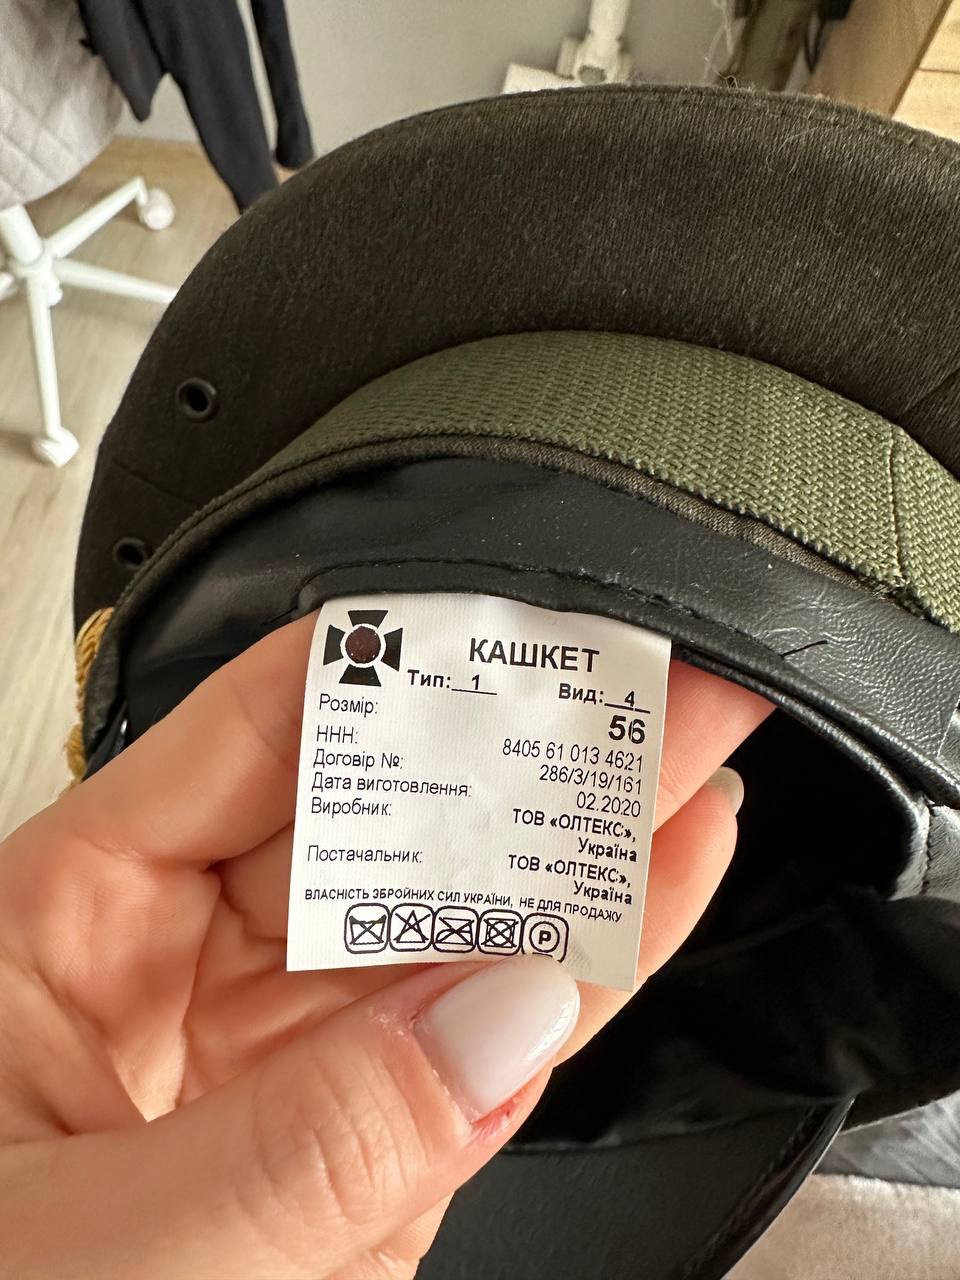 КАШКЕТ
Тип: 1 Вид: 4
Розмір: 56
ННН: 8405 61 013 4621
Договір №: 286/3/19/161
Дата виготовлення: 02.2020
Виробник: ТОВ «ОЛТЕКС»,
Україна
Постачальник: ТОВ «ОЛТЕКС»,
Україна
ВЛАСНІСТЬ ЗБРОЙНИХ СИЛ УКРАЇНИ, НЕ ДЛЯ ПРОДАЖУ
P